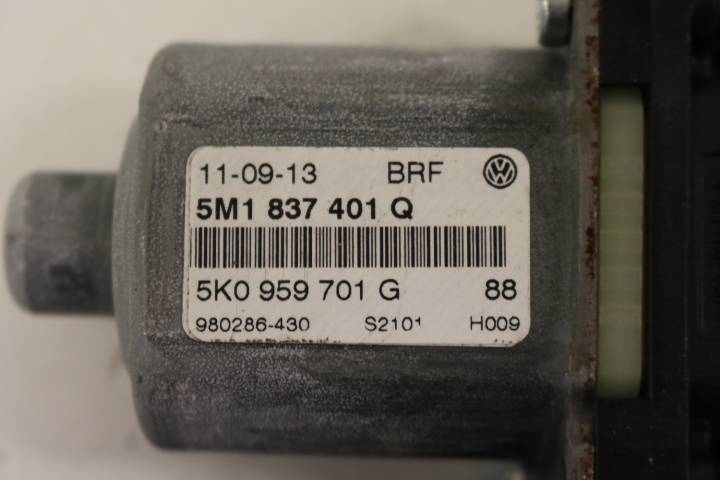 11-09-13 BRF
5M1 837 401 Q
5K0 959 701 G 88
980286-430 S2101 H009